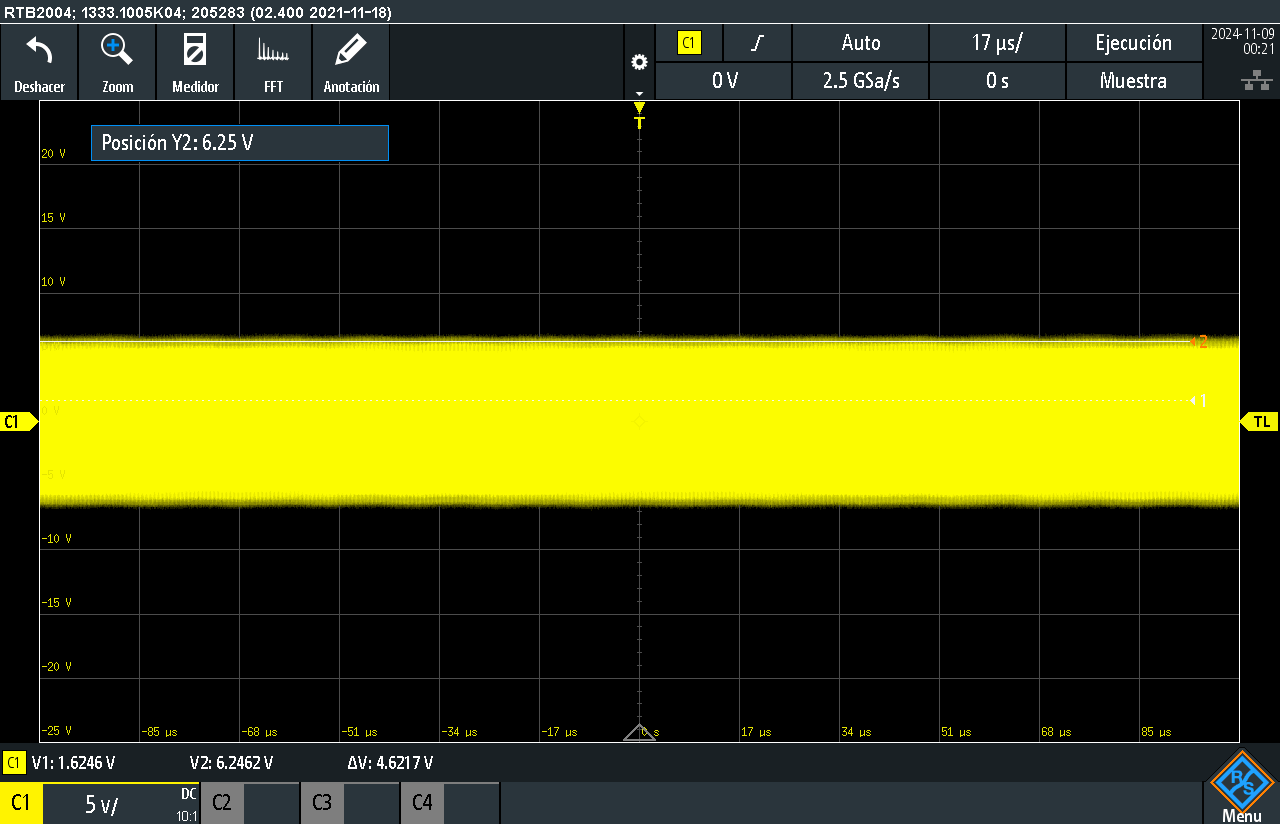 RTB2004; 1333.1005K04; 205283 (02.400 2021-11-18)
Deshacer
Zoom
Medidor
FFT
Anotación
C1
Auto
17 µs/
Ejecución
0 V
2.5 GSa/s
0 s
Muestra
2024-11-09
00:21
T
Posición Y2: 6.25 V
20 V
15 V
10 V
2
1
0 V
C1
TL
-5 V
-10 V
-15 V
-20 V
-25 V
-85 µs
-68 µs
-51 µs
-34 µs
-17 µs
0 s
17 µs
34 µs
51 µs
68 µs
85 µs
C1 V1: 1.6246 V V2: 6.2462 V ΔV: 4.6217 V
C1
5 V/
DC
10:1
C2
C3
C4
R S
Menu